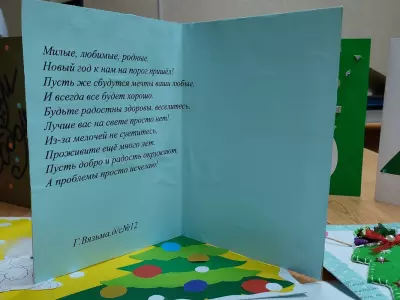 Милые, любимые, родные,
Новый год к нам на порог пришёл!
Пусть же сбудутся мечты ваши любые,
И всегда все будет хорошо.
Будьте радостны здоровы, веселитесь,
Лучше вас на свете просто нет!
Из-за мелочей не суетитесь,
Проживите ещё много лет.
Пусть добро и радость окружают,
А проблемы просто исчезаю!
Г.Вязьма.д/с№12